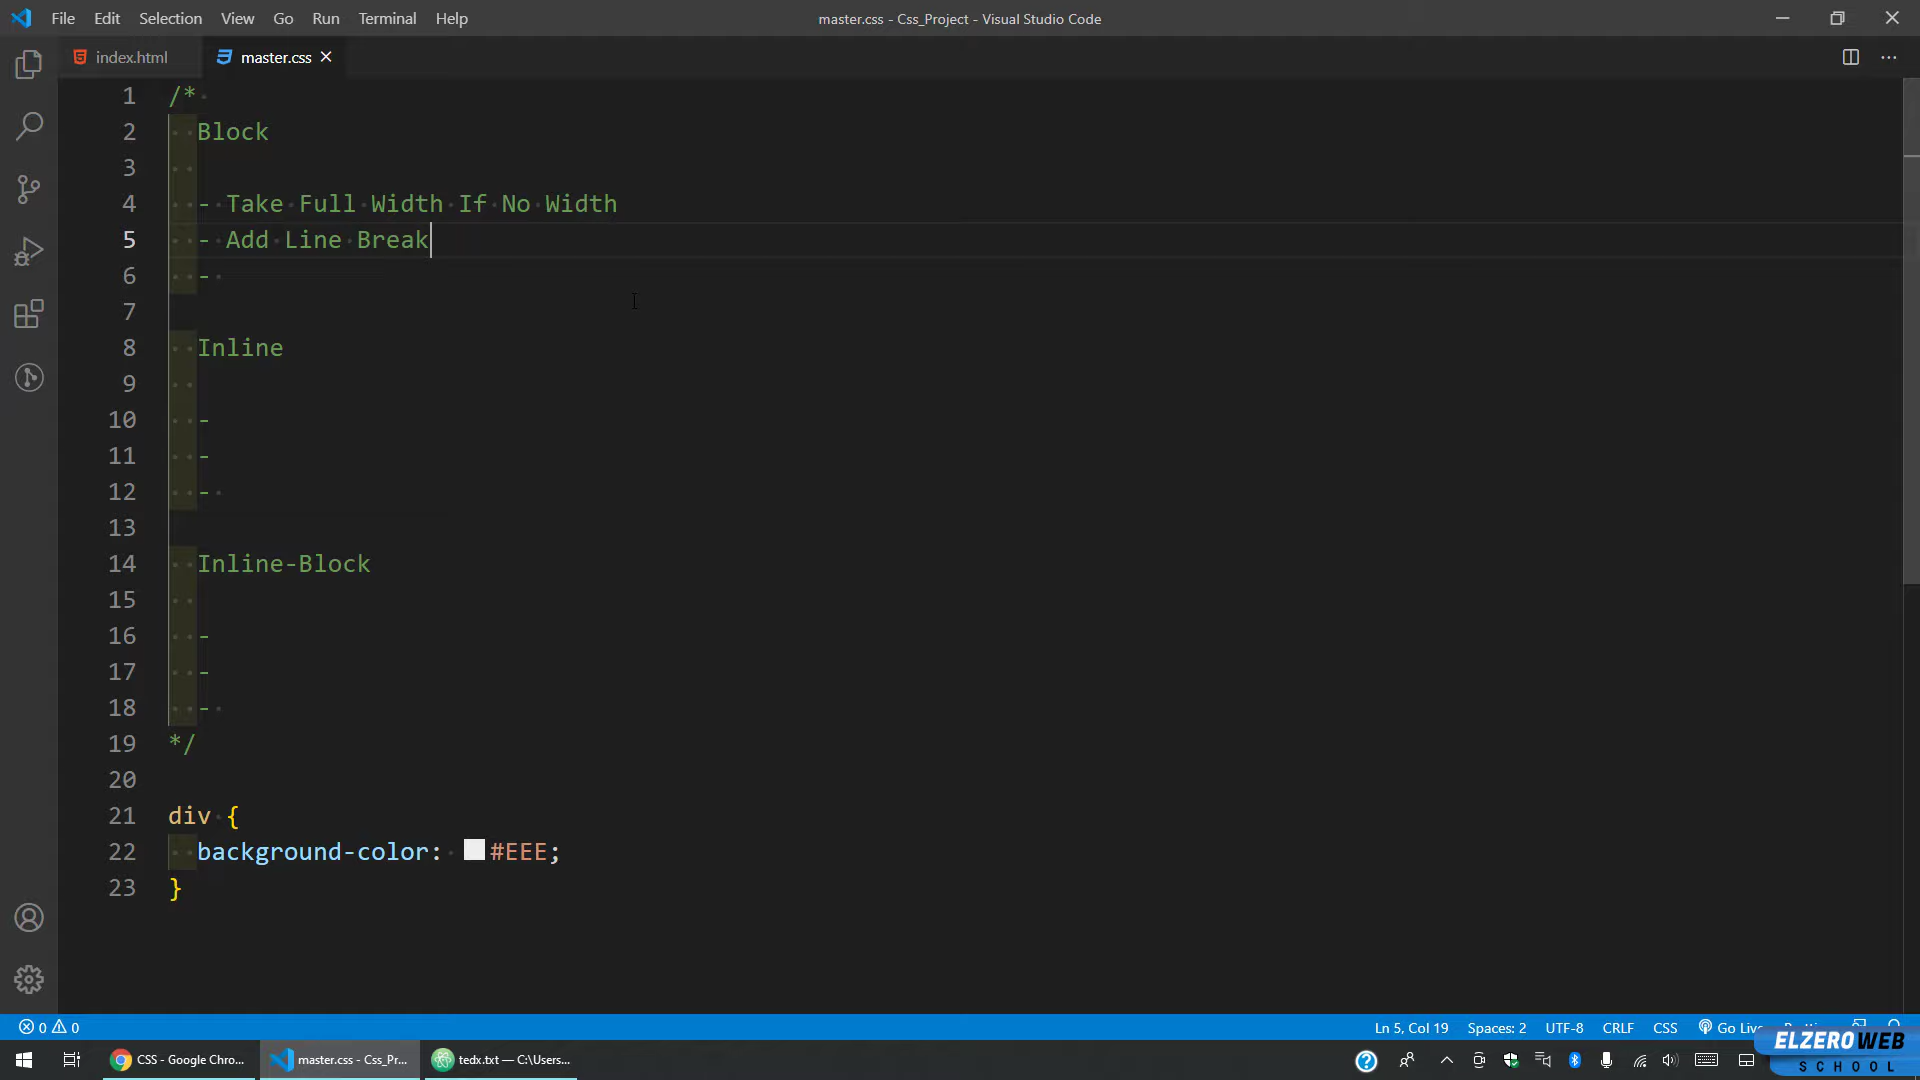 File Edit Selection View Go Run Terminal Help
master.css - Css_Project - Visual Studio Code
index.html
master.css
1 /*
2 Block
3
4 - Take Full Width If No Width
5 - Add Line Break
6 -
7
8 Inline
9
10 -
11 -
12 -
13
14 Inline-Block
15
16 -
17 -
18 -
19 */
20
21 div {
22 background-color: #EEE;
23 }
0 0
Ln 5, Col 19 Spaces: 2 UTF-8 CRLF CSS Go Live
CSS - Google Chro...
master.css - Css_Pr...
tedx.txt — C:\Users...
ELZEROWEB
SCHOOL